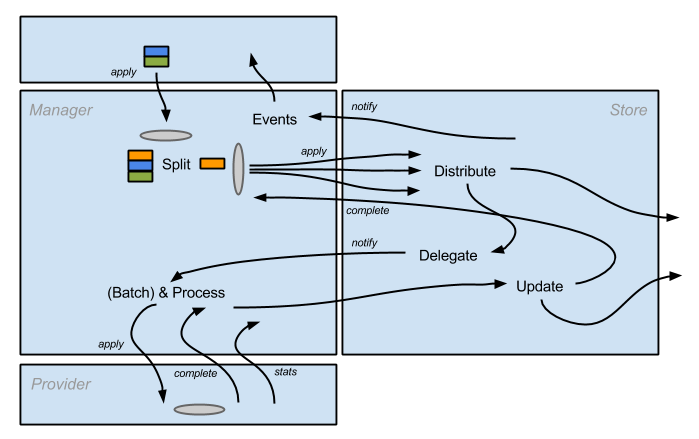 apply
Manager
Events
notify
Store
Split
apply
Distribute
complete
notify
Delegate
(Batch) & Process
Update
apply
complete
stats
Provider